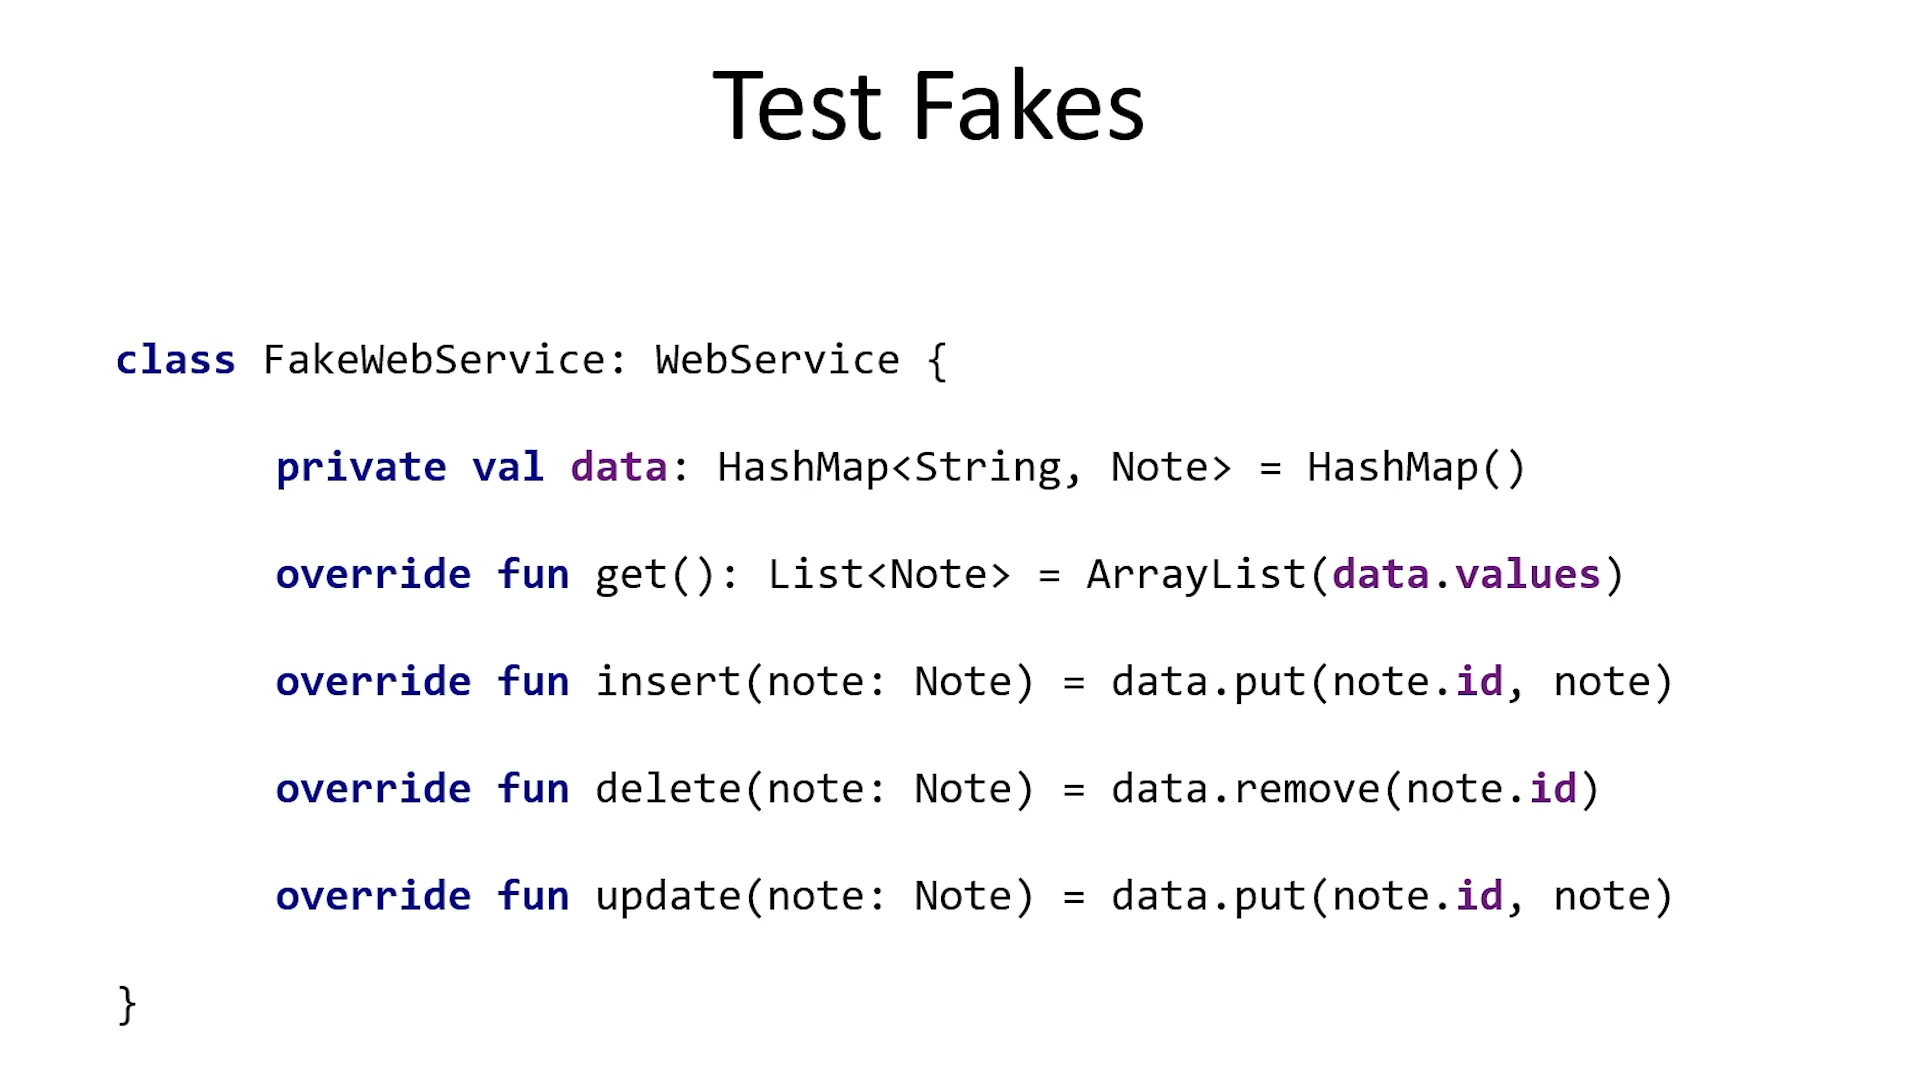 Test Fakes
class FakeWebService: WebService {
private val data: HashMap<String, Note> = HashMap()
override fun get(): List<Note> = ArrayList(data.values)
override fun insert(note: Note) = data.put(note.id, note)
override fun delete(note: Note) = data.remove(note.id)
override fun update(note: Note) = data.put(note.id, note)
}